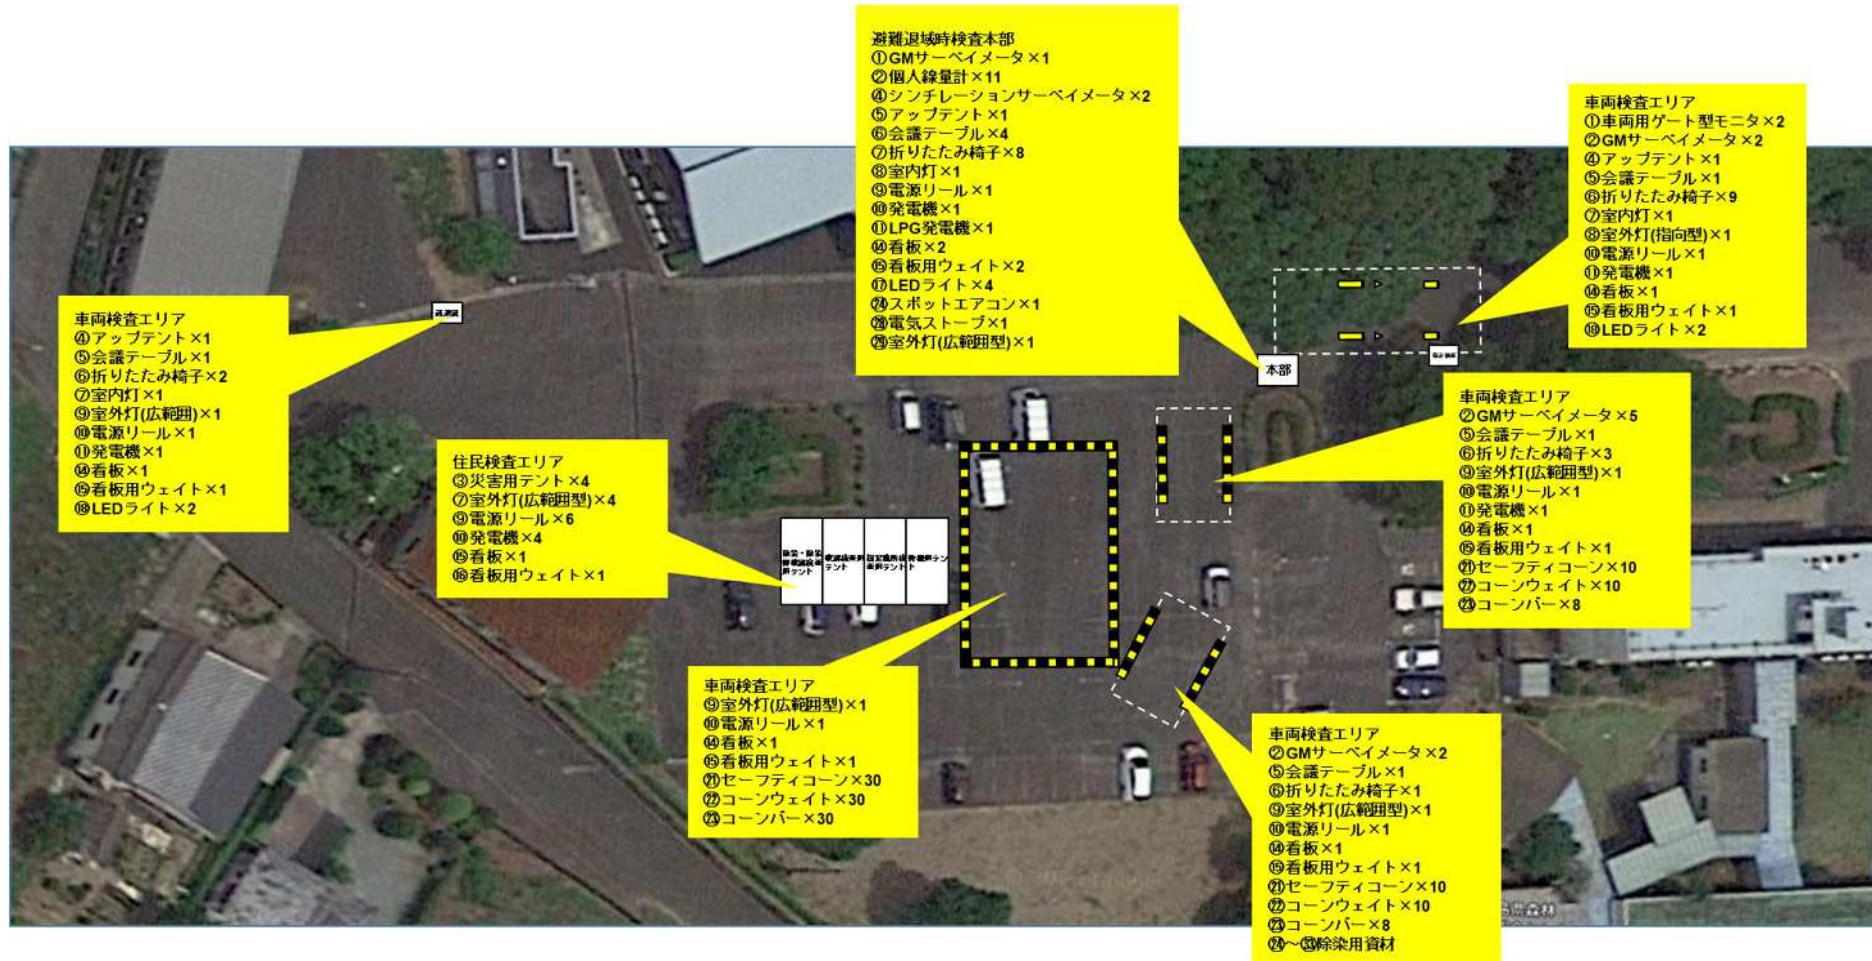 避難退域時検査本部
①GMサーベイメータ×1
②個人線量計×11
④シンチレーションサーベイメータ×2
⑤アップテント×1
⑥会議テーブル×4
⑦折りたたみ椅子×8
⑧室内灯×1
⑨電源リール×1
⑩発電機×1
⑪LPG発電機×1
⑭看板×2
⑮看板用ウェイト×2
⑰LEDライト×4
㉔スポットエアコン×1
電気ストーブ×1
室外灯(広範囲型)×1
車両検査エリア
①車両用ゲート型モニタ×2
②GMサーベイメータ×2
④アップテント×1
⑤会議テーブル×1
⑥折りたたみ椅子×9
⑦室内灯×1
⑧室外灯(指向型)×1
⑩電源リール×1
⑪発電機×1
⑭看板×1
⑮看板用ウェイト×1
⑱LEDライト×2
車両検査エリア
④アップテント×1
⑤会議テーブル×1
⑥折りたたみ椅子×2
⑦室内灯×1
⑨室外灯(広範囲)×1
⑩電源リール×1
⑪発電機×1
⑭看板×1
⑮看板用ウェイト×1
⑱LEDライト×2
本部
車両検査エリア
②GMサーベイメータ×5
⑤会議テーブル×1
⑥折りたたみ椅子×3
⑨室外灯(広範囲型)×1
⑩電源リール×1
⑪発電機×1
⑭看板×1
⑮看板用ウェイト×1
㉑セーフティコーン×10
㉒コーンウェイト×10
㉓コーンバー×8
住民検査エリア
③災害用テント×4
⑦室外灯(広範囲型)×4
⑨電源リール×6
⑩発電機×4
⑮看板×1
⑯看板用ウェイト×1
車両検査エリア
⑨室外灯(広範囲型)×1
⑩電源リール×1
⑭看板×1
⑮看板用ウェイト×1
㉑セーフティコーン×30
㉒コーンウェイト×30
㉓コーンバー×30
車両検査エリア
②GMサーベイメータ×2
⑤会議テーブル×1
⑥折りたたみ椅子×1
⑨室外灯(広範囲型)×1
⑩電源リール×1
⑭看板×1
⑮看板用ウェイト×1
㉑セーフティコーン×10
㉒コーンウェイト×10
㉓コーンバー×8
㉔～㉝除染用資材